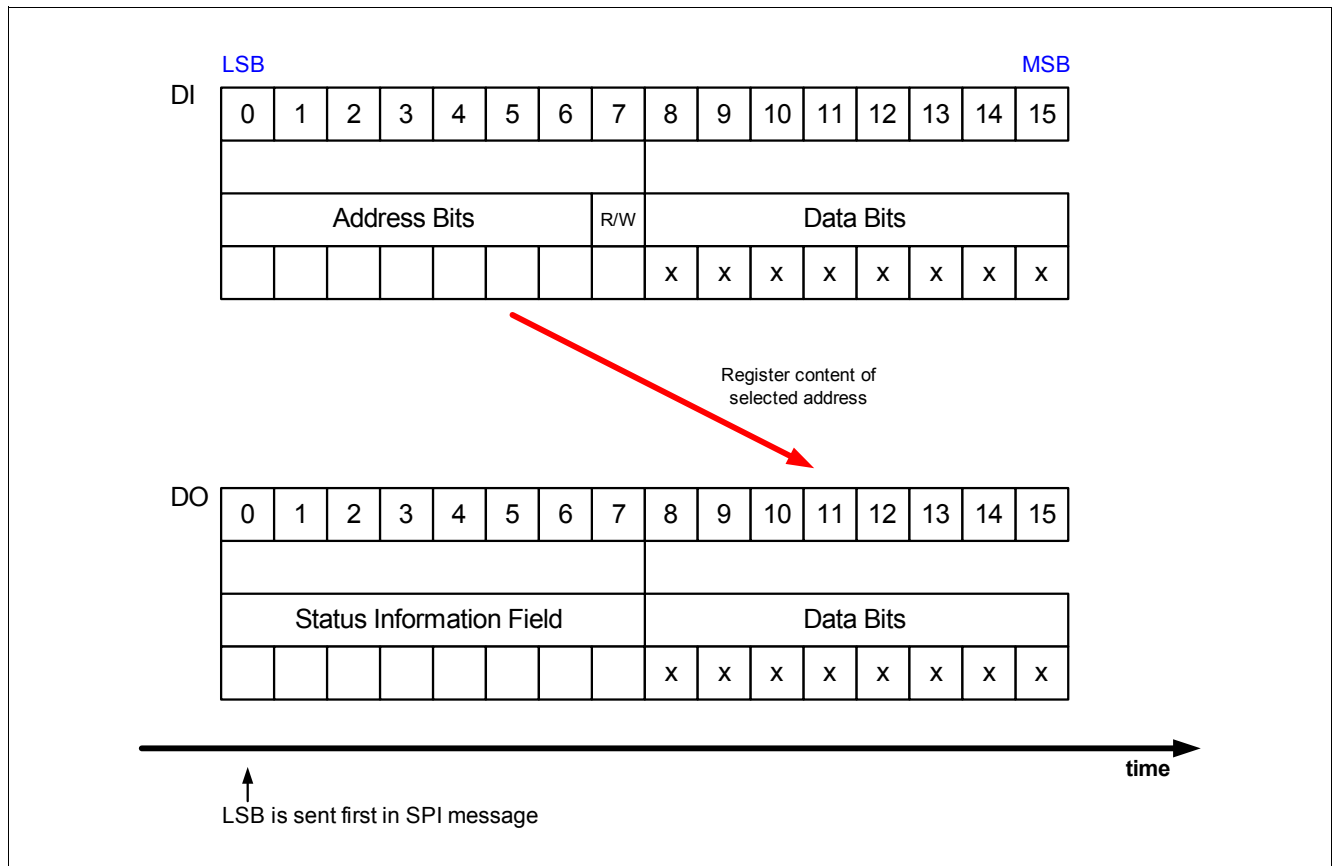 LSB MSB
DI
0 1 2 3 4 5 6 7 8 9 10 11 12 13 14 15
Address Bits R/W Data Bits
x x x x x x x x
Register content of
selected address
DO
0 1 2 3 4 5 6 7 8 9 10 11 12 13 14 15
Status Information Field Data Bits
x x x x x x x x
time
LSB is sent first in SPI message